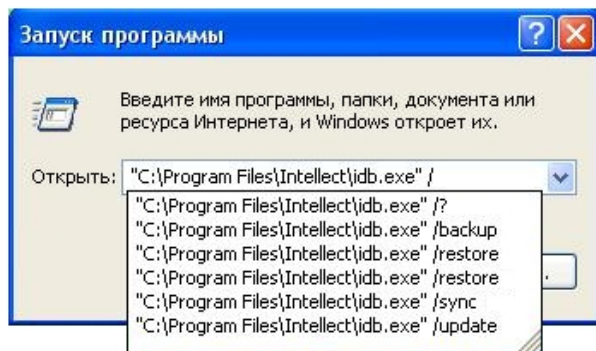 Запуск программы
Введите имя программы, папки, документа или
ресурса Интернета, и Windows откроет их.
Открыть: "C:\Program Files\Intellect\idb.exe" /
"C:\Program Files\Intellect\idb.exe" /?
"C:\Program Files\Intellect\idb.exe" /backup
"C:\Program Files\Intellect\idb.exe" /restore
"C:\Program Files\Intellect\idb.exe" /restore
"C:\Program Files\Intellect\idb.exe" /sync
"C:\Program Files\Intellect\idb.exe" /update